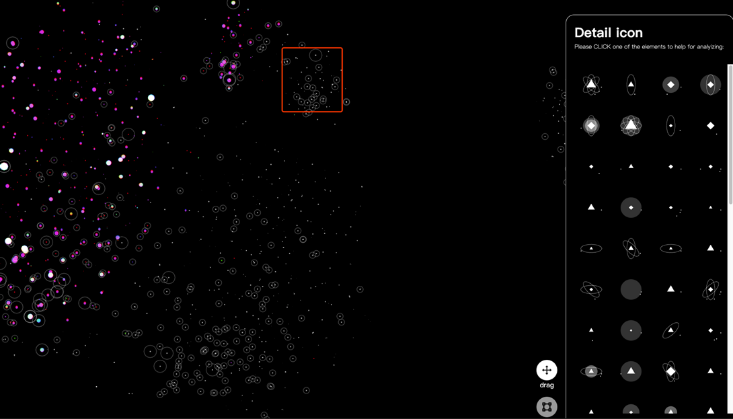 Detail icon
Please CLICK one of the elements to help for analyzing:
drag